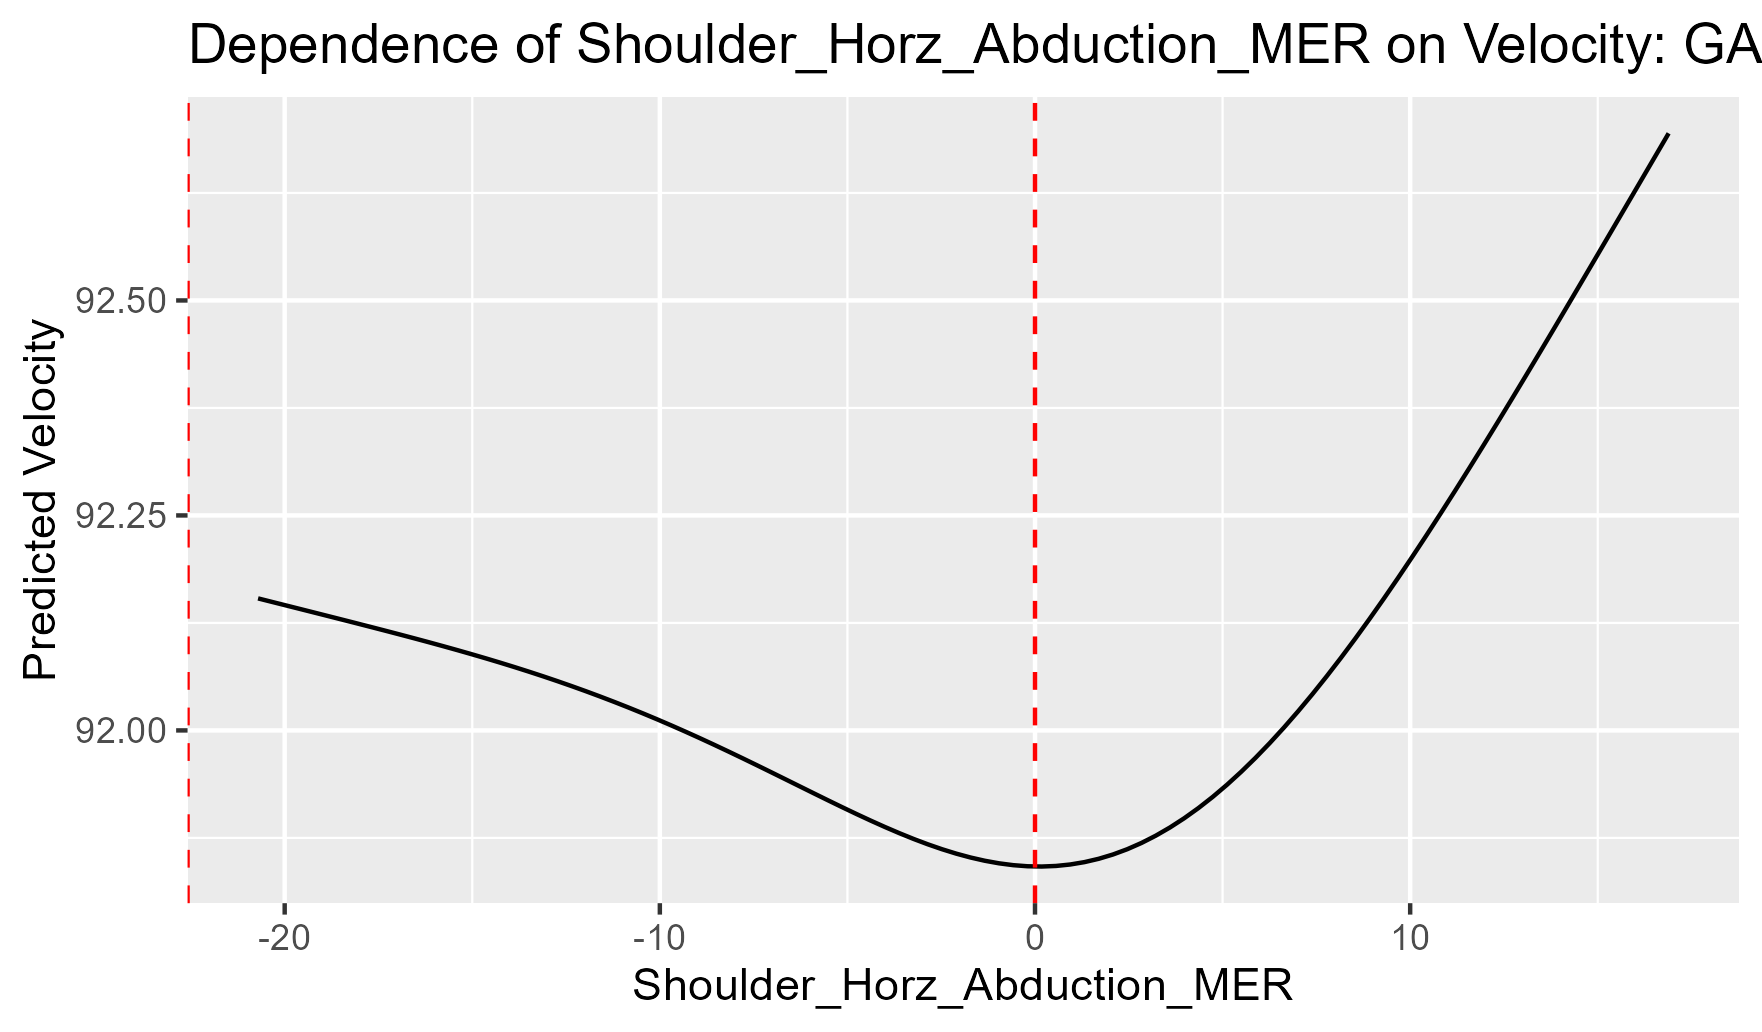 Dependence of Shoulder_Horz_Abduction_MER on Velocity: GA
Predicted Velocity
92.50
92.25
92.00
-20
-10
0
10
Shoulder_Horz_Abduction_MER